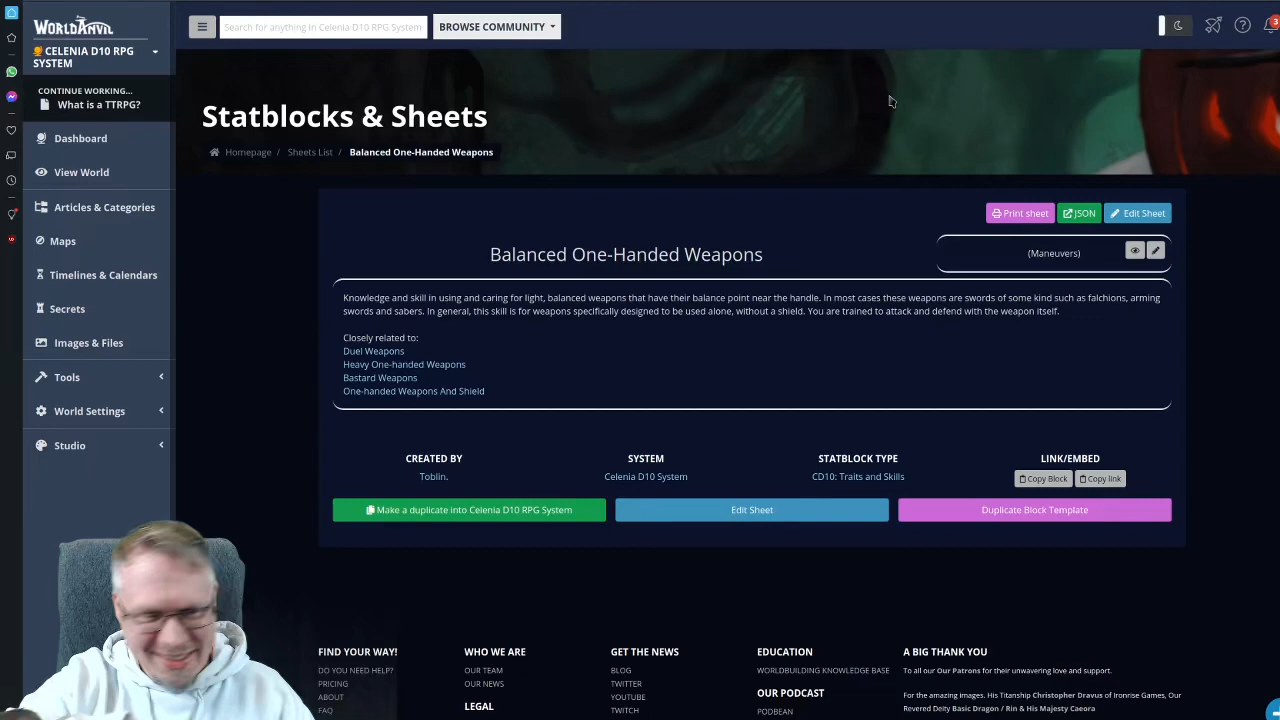 WORLDANVIL
CELENIA D10 RPG
SYSTEM
CONTINUE WORKING...
What is a TTRPG?
Dashboard
View World
Articles & Categories
Maps
Timelines & Calendars
Secrets
Images & Files
Tools
World Settings
Studio
Search for anything in Celenia D10 RPG System
BROWSE COMMUNITY
3
Statblocks & Sheets
Homepage / Sheets List / Balanced One-Handed Weapons
Print sheet JSON Edit Sheet
Balanced One-Handed Weapons
(Maneuvers)
Knowledge and skill in using and caring for light, balanced weapons that have their balance point near the handle. In most cases these weapons are swords of some kind such as falchions, arming
swords and sabers. In general, this skill is for weapons specifically designed to be used alone, without a shield. You are trained to attack and defend with the weapon itself.
Closely related to:
Duel Weapons
Heavy One-handed Weapons
Bastard Weapons
One-handed Weapons And Shield
CREATED BY SYSTEM STATBLOCK TYPE LINK/EMBED
Toblin. Celenia D10 System CD10: Traits and Skills Copy Block Copy link
Make a duplicate into Celenia D10 RPG System Edit Sheet Duplicate Block Template
FIND YOUR WAY!
DO YOU NEED HELP?
PRICING
ABOUT
FAQ
WHO WE ARE
OUR TEAM
OUR NEWS
LEGAL
GET THE NEWS
BLOG
TWITTER
YOUTUBE
TWITCH
EDUCATION
WORLDBUILDING KNOWLEDGE BASE
OUR PODCAST
PODBEAN
A BIG THANK YOU
To all our Our Patrons for their unwavering love and support.
For the amazing images. His Titanship Christopher Dravus of Ironrise Games, Our
Revered Deity Basic Dragon / Rin & His Majesty Caeora